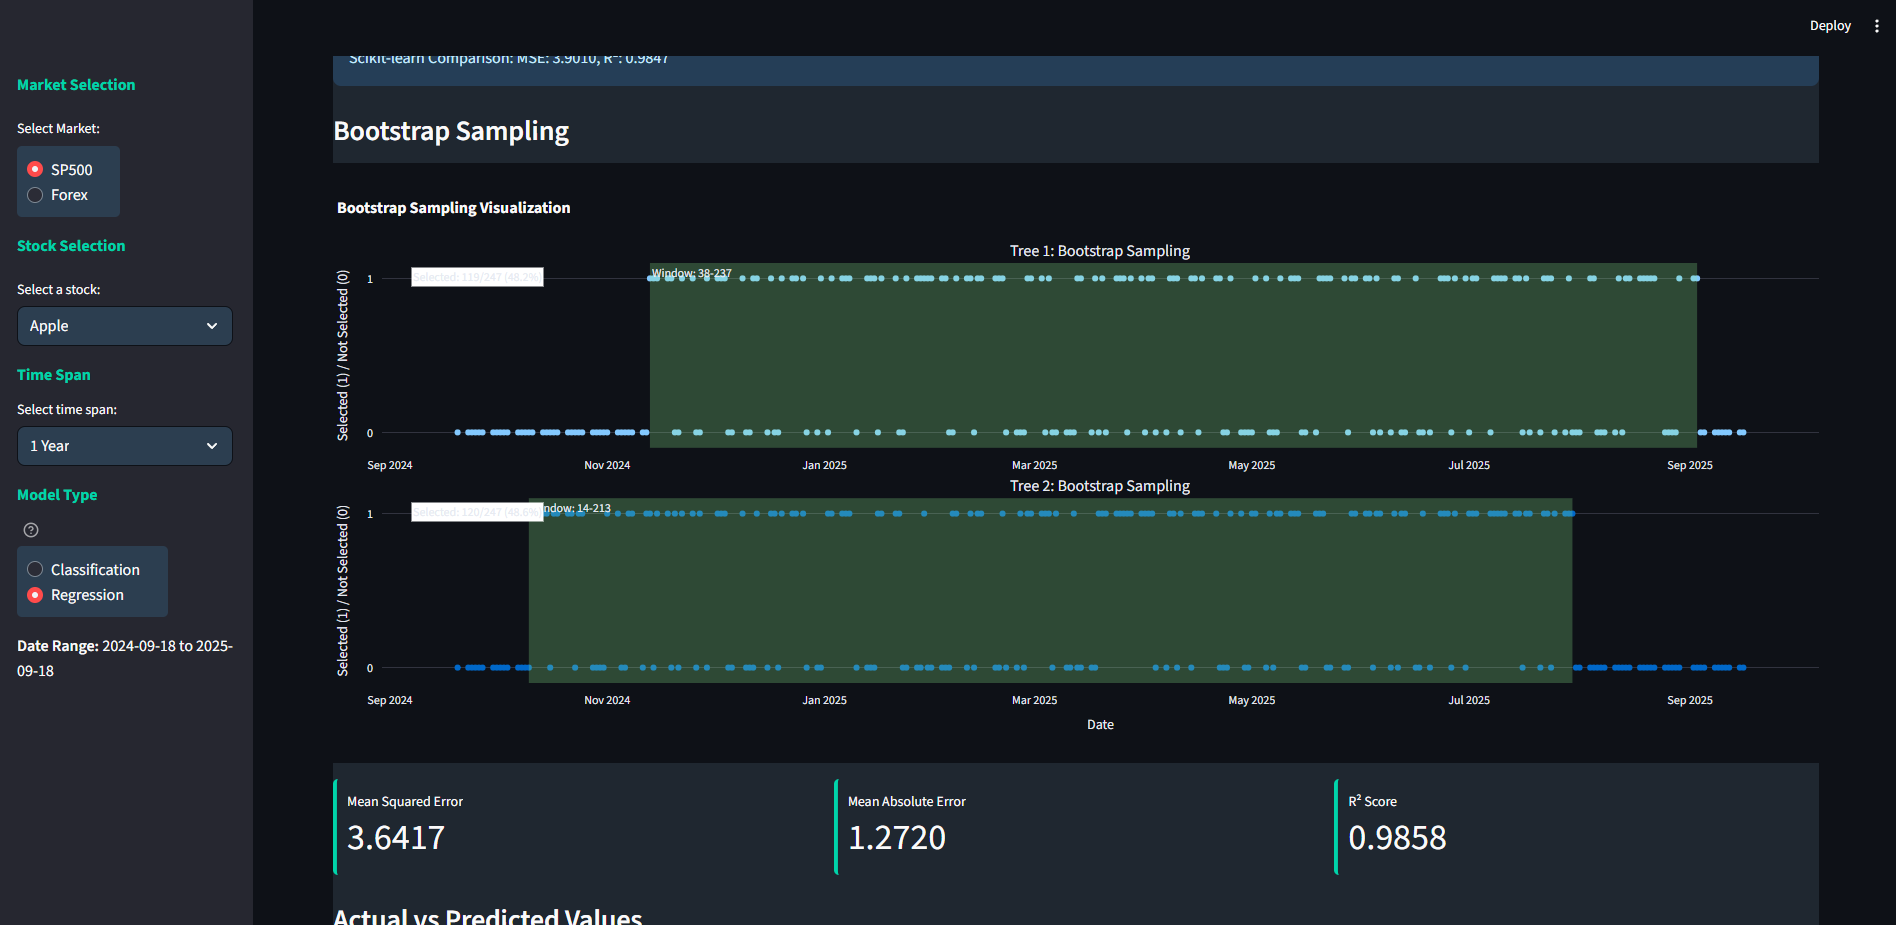 Deploy
Market Selection
Select Market:
SP500
Forex
Stock Selection
Select a stock:
Apple
Time Span
Select time span:
1 Year
Model Type
Classification
Regression
Date Range: 2024-09-18 to 2025-
09-18
Scikit-learn Comparison: MSE: 3.9010, R²: 0.9847
Bootstrap Sampling
Bootstrap Sampling Visualization
Tree 1: Bootstrap Sampling
Selected (1) / Not Selected (0)
1
0
Selected: 119/247 (48.2%)
Window: 38-237
Sep 2024
Nov 2024
Jan 2025
Mar 2025
May 2025
Jul 2025
Sep 2025
Tree 2: Bootstrap Sampling
Selected (1) / Not Selected (0)
1
0
Selected: 120/247 (48.6%
ndow: 14-213
Sep 2024
Nov 2024
Jan 2025
Mar 2025
May 2025
Jul 2025
Sep 2025
Date
Mean Squared Error
3.6417
Mean Absolute Error
1.2720
R² Score
0.9858
Actual vs Predicted Values